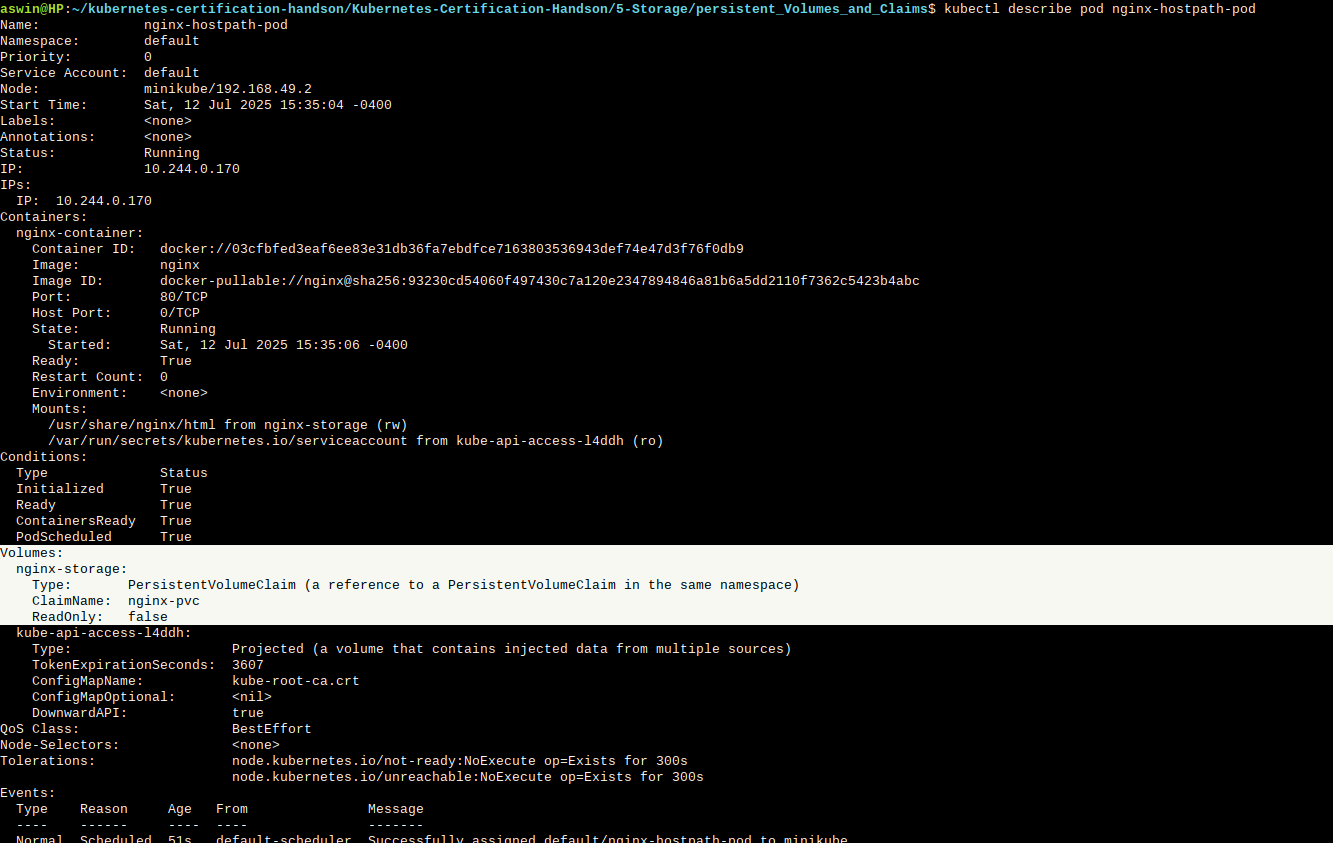 aswin@HP:~/kubernetes-certification-handson/Kubernetes-Certification-Handson/5-Storage/persistent_Volumes_and_Claims$ kubectl describe pod nginx-hostpath-pod
Name:             nginx-hostpath-pod
Namespace:        default
Priority:         0
Service Account:  default
Node:             minikube/192.168.49.2
Start Time:       Sat, 12 Jul 2025 15:35:04 -0400
Labels:           <none>
Annotations:      <none>
Status:           Running
IP:               10.244.0.170
IPs:
  IP:  10.244.0.170
Containers:
  nginx-container:
    Container ID:   docker://03cfbfed3eaf6ee83e31db36fa7ebdfce7163803536943def74e47d3f76f0db9
    Image:          nginx
    Image ID:       docker-pullable://nginx@sha256:93230cd54060f497430c7a120e2347894846a81b6a5dd2110f7362c5423b4abc
    Port:           80/TCP
    Host Port:      0/TCP
    State:          Running
      Started:      Sat, 12 Jul 2025 15:35:06 -0400
    Ready:          True
    Restart Count:  0
    Environment:    <none>
    Mounts:
      /usr/share/nginx/html from nginx-storage (rw)
      /var/run/secrets/kubernetes.io/serviceaccount from kube-api-access-l4ddh (ro)
Conditions:
  Type              Status
  Initialized       True
  Ready             True
  ContainersReady   True
  PodScheduled      True
Volumes:
  nginx-storage:
    Type:       PersistentVolumeClaim (a reference to a PersistentVolumeClaim in the same namespace)
    ClaimName:  nginx-pvc
    ReadOnly:   false
  kube-api-access-l4ddh:
    Type:                    Projected (a volume that contains injected data from multiple sources)
    TokenExpirationSeconds:  3607
    ConfigMapName:           kube-root-ca.crt
    ConfigMapOptional:       <nil>
    DownwardAPI:             true
QoS Class:                   BestEffort
Node-Selectors:              <none>
Tolerations:                 node.kubernetes.io/not-ready:NoExecute op=Exists for 300s
                             node.kubernetes.io/unreachable:NoExecute op=Exists for 300s
Events:
  Type    Reason     Age   From               Message
  ----    ------     ----  ----               -------
  Normal  Scheduled  51s   default-scheduler  Successfully assigned default/nginx-hostpath-pod to minikube